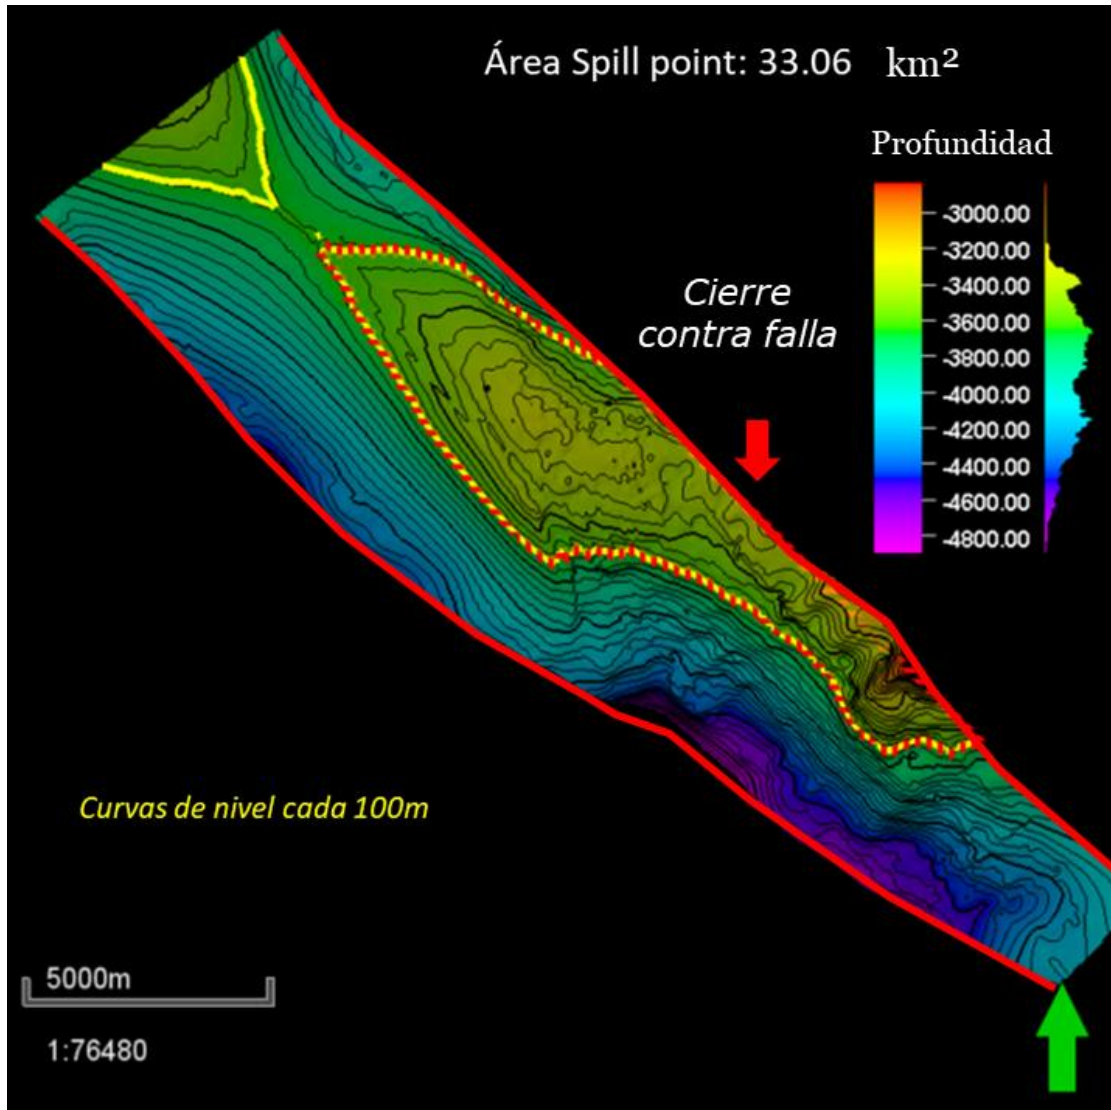 Área Spill point: 33.06 km²
Profundidad
-3000.00
-3200.00
-3400.00
-3600.00
-3800.00
-4000.00
-4200.00
-4400.00
-4600.00
-4800.00
Cierre
contra falla
Curvas de nivel cada 100m
5000m
1:76480